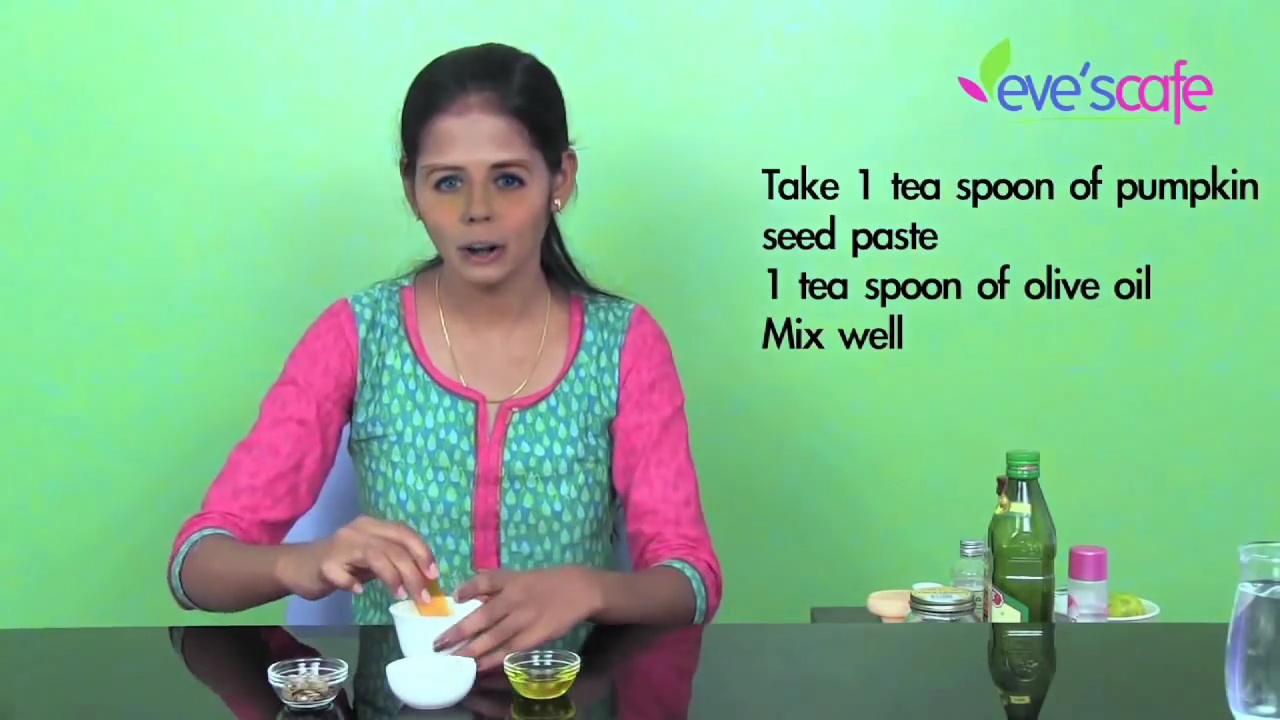 eve'scafe
Take 1 tea spoon of pumpkin
seed paste
1 tea spoon of olive oil
Mix well